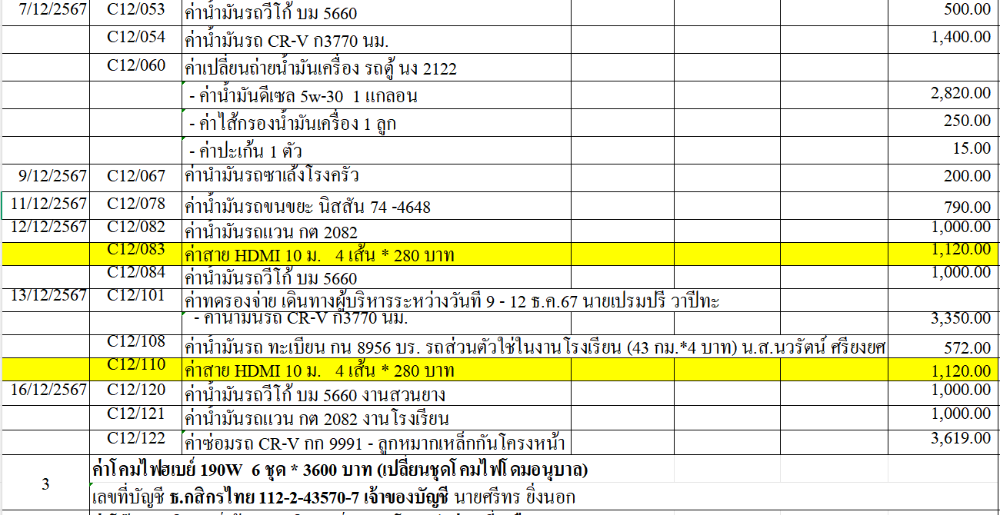 7/12/2567 C12/053 ค่าน้ำมันรถวีโก้ บม 5660 500.00
C12/054 ค่าน้ำมันรถ CR-V ก3770 นม. 1,400.00
C12/060 ค่าเปลี่ยนถ่ายน้ำมันเครื่อง รถตู้ นง 2122
- ค่าน้ำมันดีเซล 5w-30 1 แกลอน 2,820.00
- ค่าไส้กรองน้ำมันเครื่อง 1 ลูก 250.00
- ค่าปะเก้น 1 ตัว 15.00
9/12/2567 C12/067 ค่านำมันรถซาเล้งโรงครัว 200.00
11/12/2567 C12/078 ค่าน้ำมันรถขนขยะ นิสสัน 74 -4648 790.00
12/12/2567 C12/082 ค่าน้ำมันรถแวน กต 2082 1,000.00
C12/083 ค่าสาย HDMI 10 ม. 4 เส้น * 280 บาท 1,120.00
C12/084 ค่าน้ำมันรถวีโก้ บม 5660 1,000.00
13/12/2567 C12/101 ค่าทดรองจ่าย เดินทางผู้บริหารระหว่างวันที่ 9 - 12 ธ.ค.67 นายเปรมปรี วาปีทะ
- ค่าน้ำมันรถ CR-V ก3770 นม. 3,350.00
C12/108 ค่าน้ำมันรถ ทะเบียน กน 8956 บร. รถส่วนตัวใช่ในงานโรงเรียน (43 กม.*4 บาท) น.ส.นวรัตน์ ศรียงยศ 572.00
C12/110 ค่าสาย HDMI 10 ม. 4 เส้น * 280 บาท 1,120.00
16/12/2567 C12/120 ค่าน้ำมันรถวีโก้ บม 5660 งานสวนยาง 1,000.00
C12/121 ค่าน้ำมันรถแวน กต 2082 งานโรงเรียน 1,000.00
C12/122 ค่าซ่อมรถ CR-V กก 9991 - ลูกหมากเหล็กกันโครงหน้า 3,619.00
3 ค่าโคมไฟฮเบย์ 190W 6 ชุด * 3600 บาท (เปลี่ยนชุดโคมไฟโดมอนุบาล)
เลขที่บัญชี ธ.กสิกรไทย 112-2-43570-7 เจ้าของบัญชี นายศรีทร ยิ่งนอก